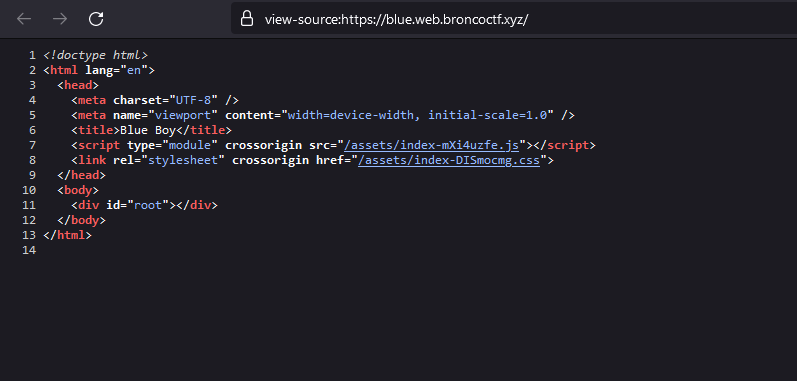 view-source:https://blue.web.broncoctf.xyz/
1 <!doctype html>
2 <html lang="en">
3 <head>
4 <meta charset="UTF-8" />
5 <meta name="viewport" content="width=device-width, initial-scale=1.0" />
6 <title>Blue Boy</title>
7 <script type="module" crossorigin src="/assets/index-mXi4uzfe.js"></script>
8 <link rel="stylesheet" crossorigin href="/assets/index-DISmocmg.css">
9 </head>
10 <body>
11 <div id="root"></div>
12 </body>
13 </html>
14